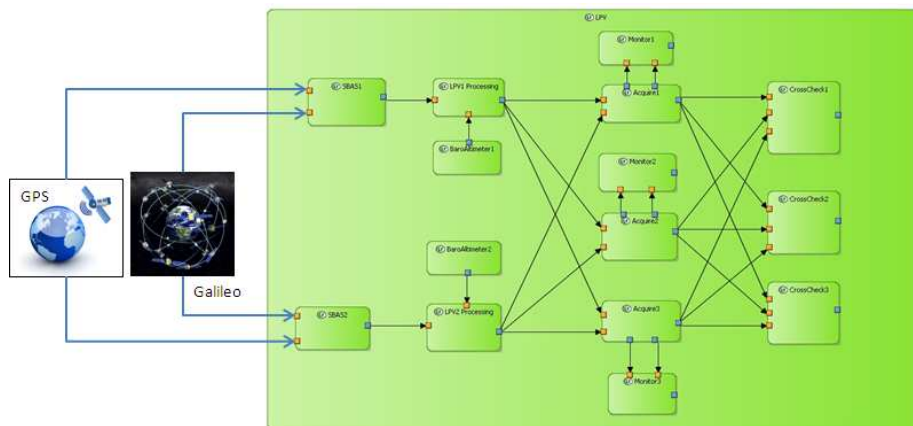 LPV
Monitor1
SBAS1
LPV1 Processing
Acquire1
CrossCheck1
BaroAltimeter1
Monitor2
GPS
CrossCheck2
Acquire2
BaroAltimeter2
Galileo
CrossCheck3
SBAS2
LPV2 Processing
Acquire3
Monitor3